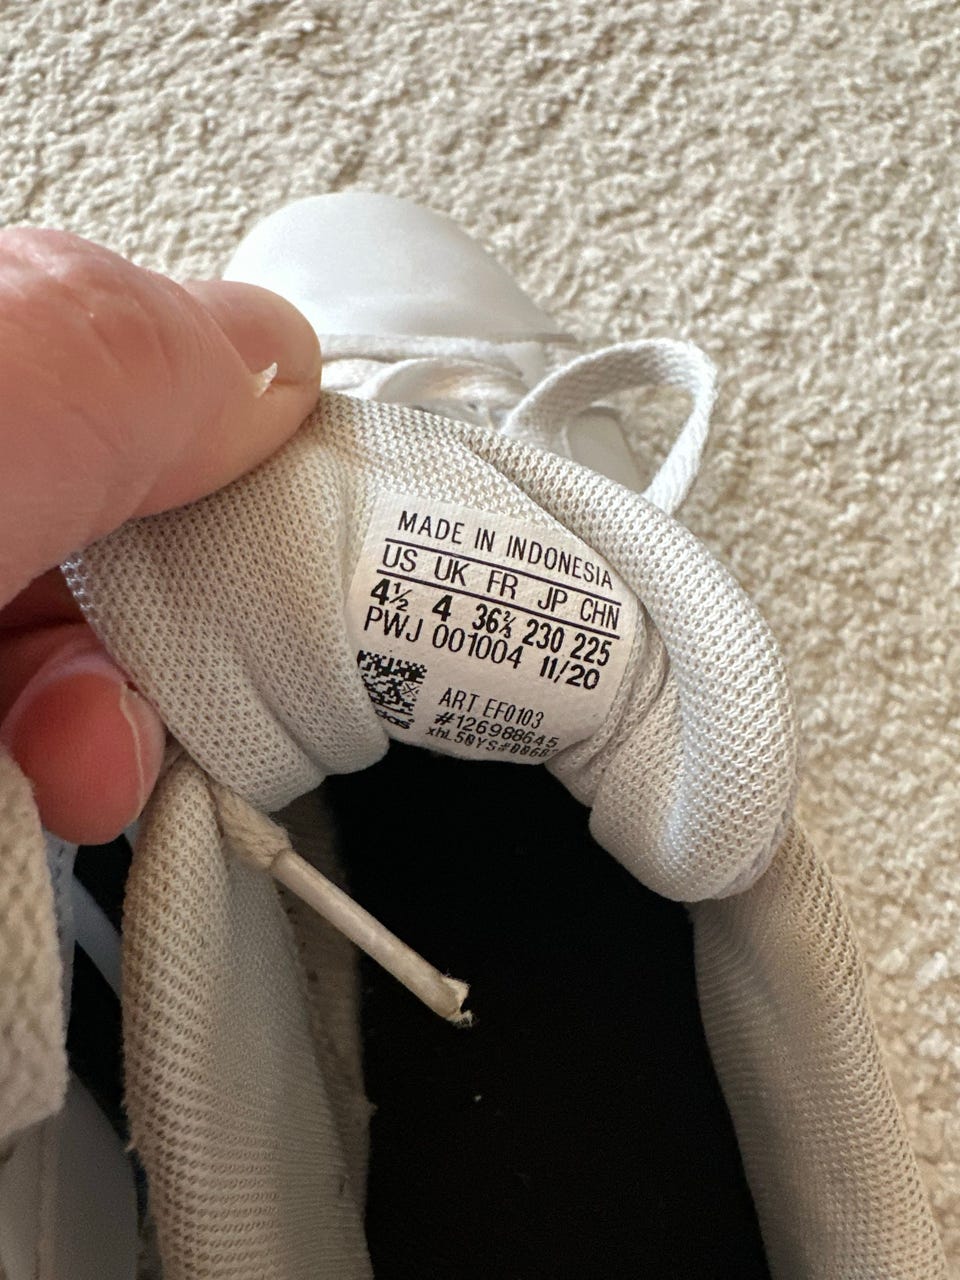 MADE IN INDONESIA
US UK FR JP CHN
4½ 4 36⅔ 230 225
PWJ 001004 11/20
ART EF0103
#126988645